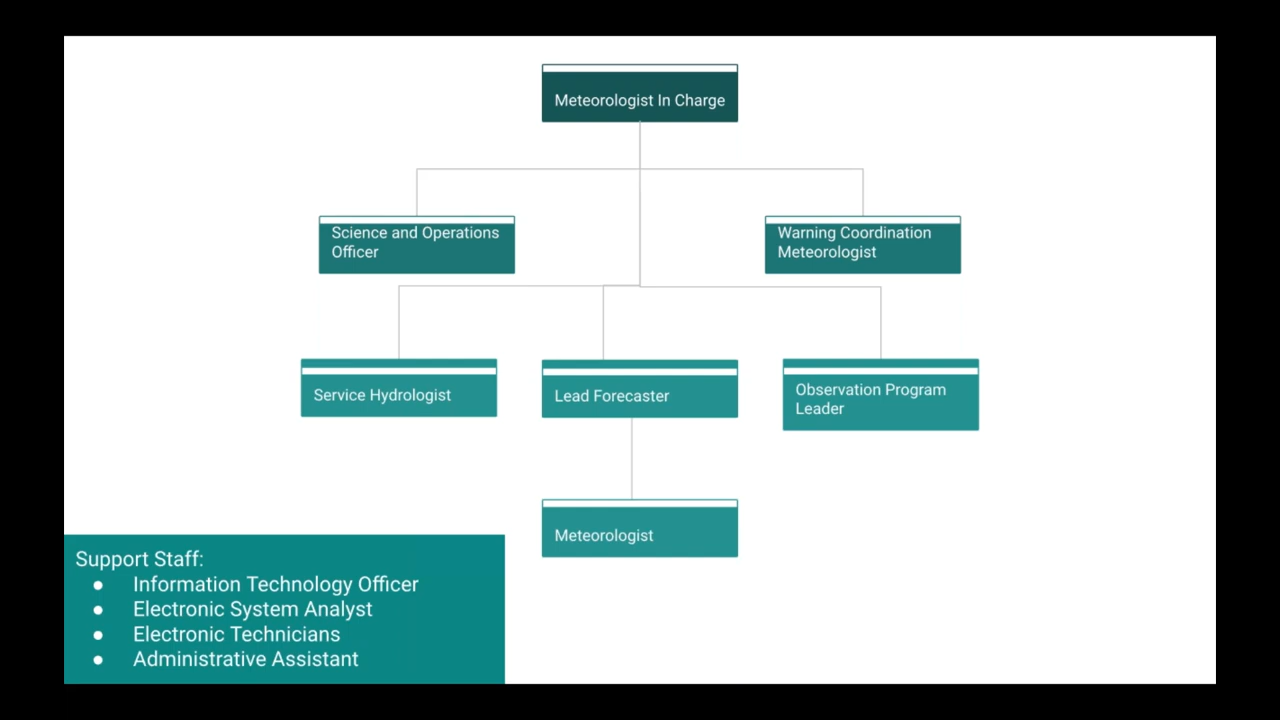 Meteorologist In Charge
Science and Operations
Officer
Warning Coordination
Meteorologist
Service Hydrologist
Lead Forecaster
Observation Program
Leader
Meteorologist
Support Staff:
● Information Technology Officer
● Electronic System Analyst
● Electronic Technicians
● Administrative Assistant